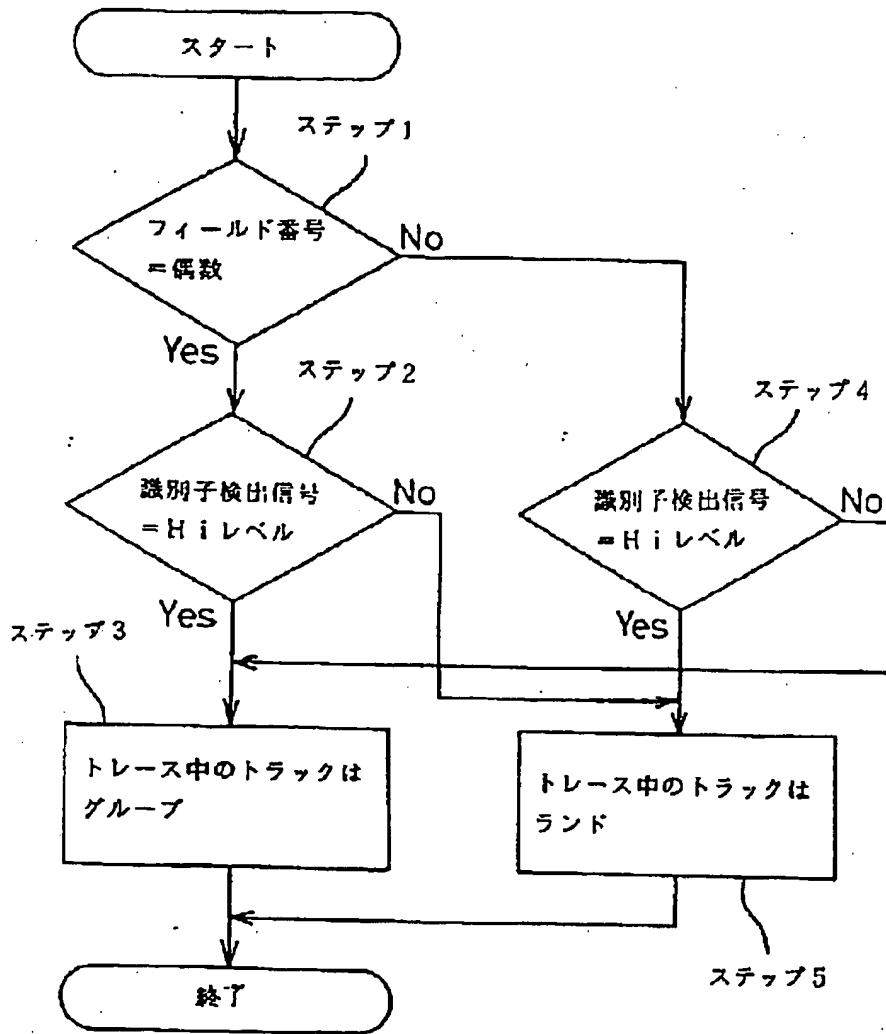 スタート
ステップ1
フィールド番号
=偶数
No
Yes
ステップ2
ステップ4
識別子検出信号
=Hiレベル
No
識別子検出信号
=Hiレベル
No
Yes
Yes
ステップ3
トレース中のトラックは
グループ
トレース中のトラックは
ランド
ステップ5
終了